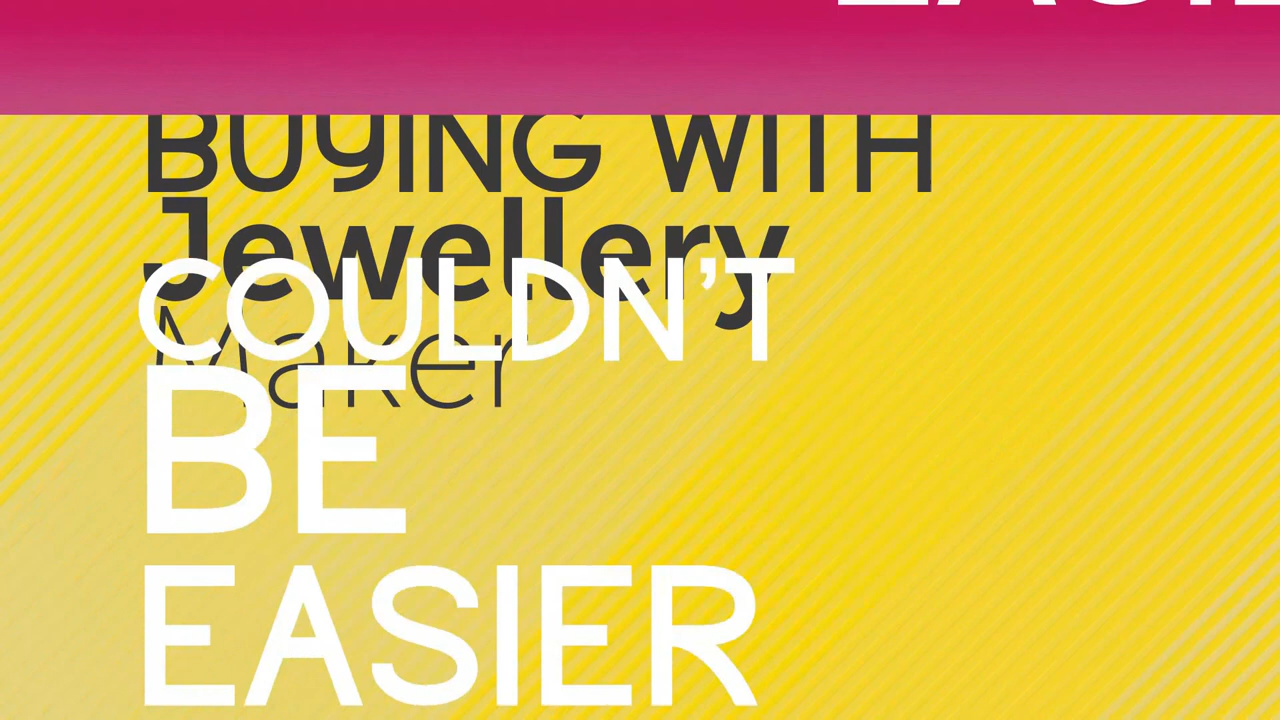 BUYING WITH
Jewellery
Maker
COULDN'T
BE
EASIER